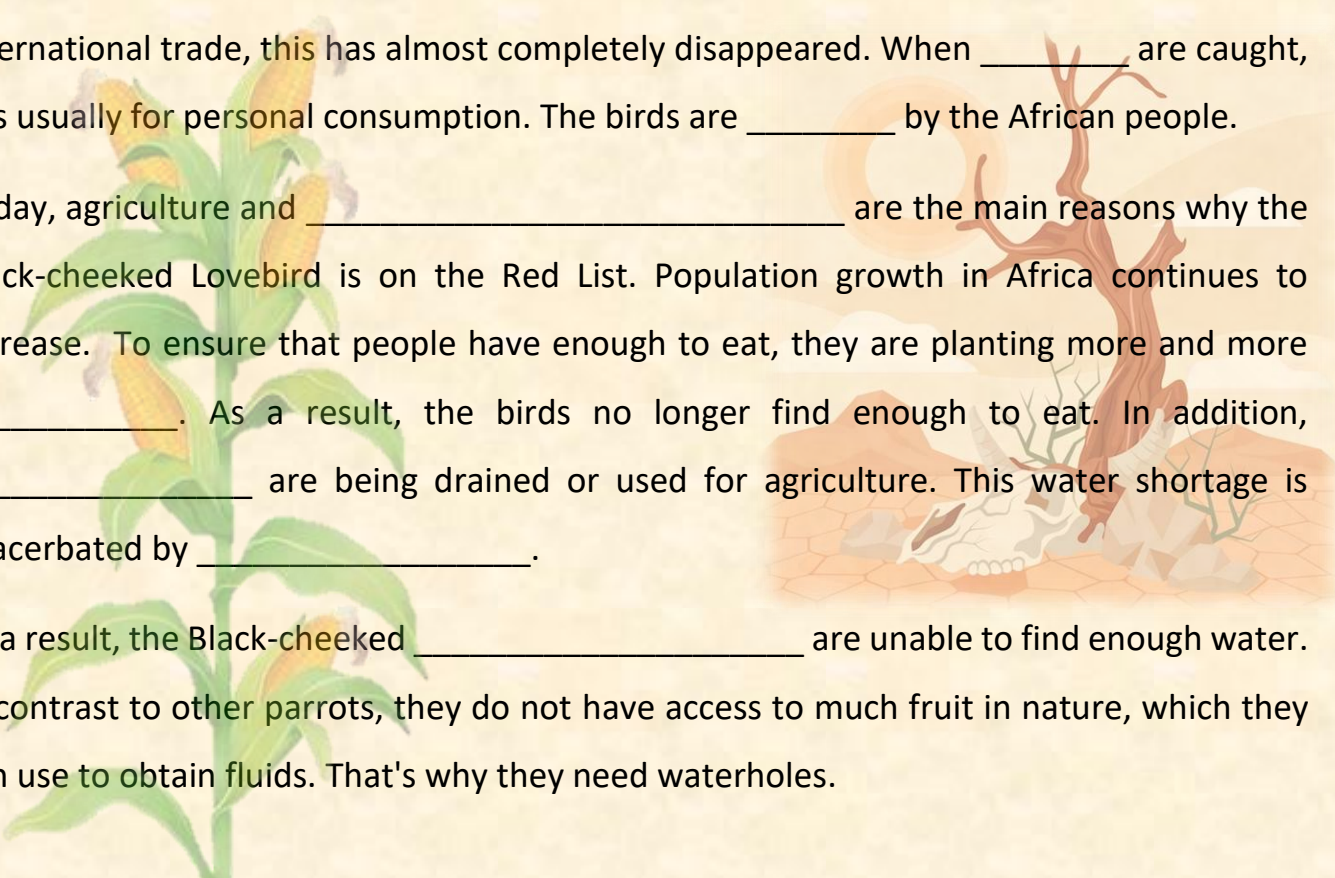 ernational trade, this has almost completely disappeared. When ________ are caught,
s usually for personal consumption. The birds are ________ by the African people.
day, agriculture and _____________________________ are the main reasons why the
ck-cheeked Lovebird is on the Red List. Population growth in Africa continues to
rease. To ensure that people have enough to eat, they are planting more and more
__________. As a result, the birds no longer find enough to eat. In addition,
______________ are being drained or used for agriculture. This water shortage is
acerbated by __________________.
a result, the Black-cheeked _____________________ are unable to find enough water.
contrast to other parrots, they do not have access to much fruit in nature, which they
n use to obtain fluids. That's why they need waterholes.